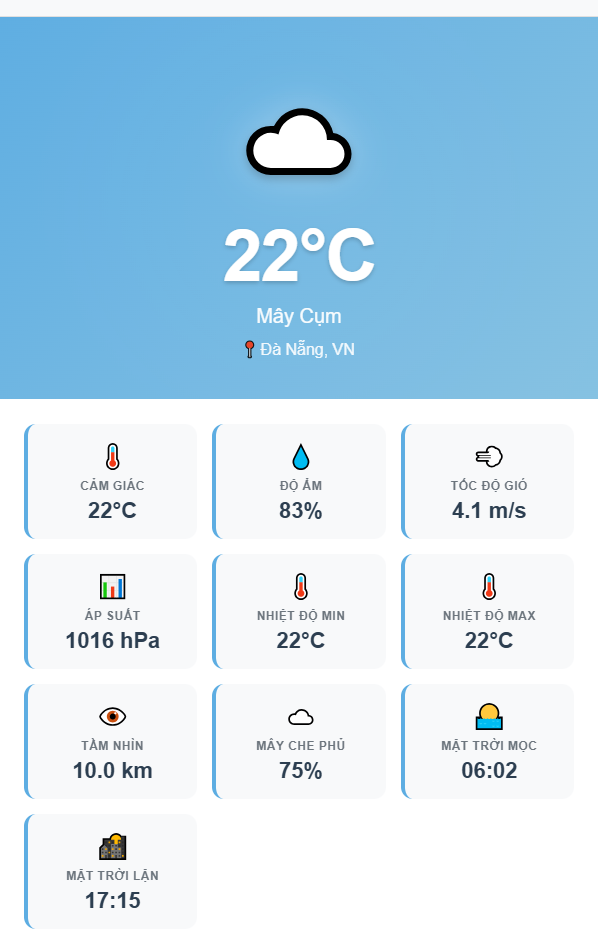 22°C
Mây Cụm
Đà Nẵng, VN
CẢM GIÁC
22°C
ĐỘ ẨM
83%
TỐC ĐỘ GIÓ
4.1 m/s
ÁP SUẤT
1016 hPa
NHIỆT ĐỘ MIN
22°C
NHIỆT ĐỘ MAX
22°C
TẦM NHÌN
10.0 km
MÂY CHE PHỦ
75%
MẶT TRỜI MỌC
06:02
MẶT TRỜI LẶN
17:15